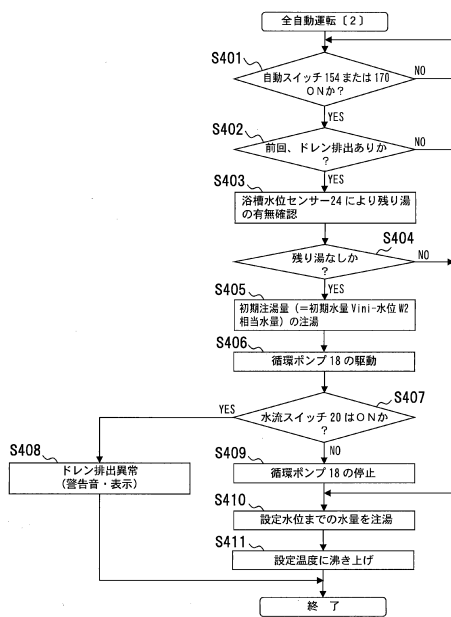 全自動運転〔2〕
S401
自動スイッチ154または170
ONか?
NO
YES
S402
前回、ドレン排出ありか
?
NO
YES
S403
浴槽水位センサー24により残り湯
の有無確認
S404
残り湯なしか
?
NO
YES
S405
初期注湯量(=初期水量Vini-水位W2
相当水量)の注湯
S406
循環ポンプ18の駆動
S407
水流スイッチ20はONか
?
YES
NO
S408
ドレン排出異常
(警告音・表示)
S409
循環ポンプ18の停止
S410
設定水位までの水量を注湯
S411
設定温度に沸き上げ
終 了